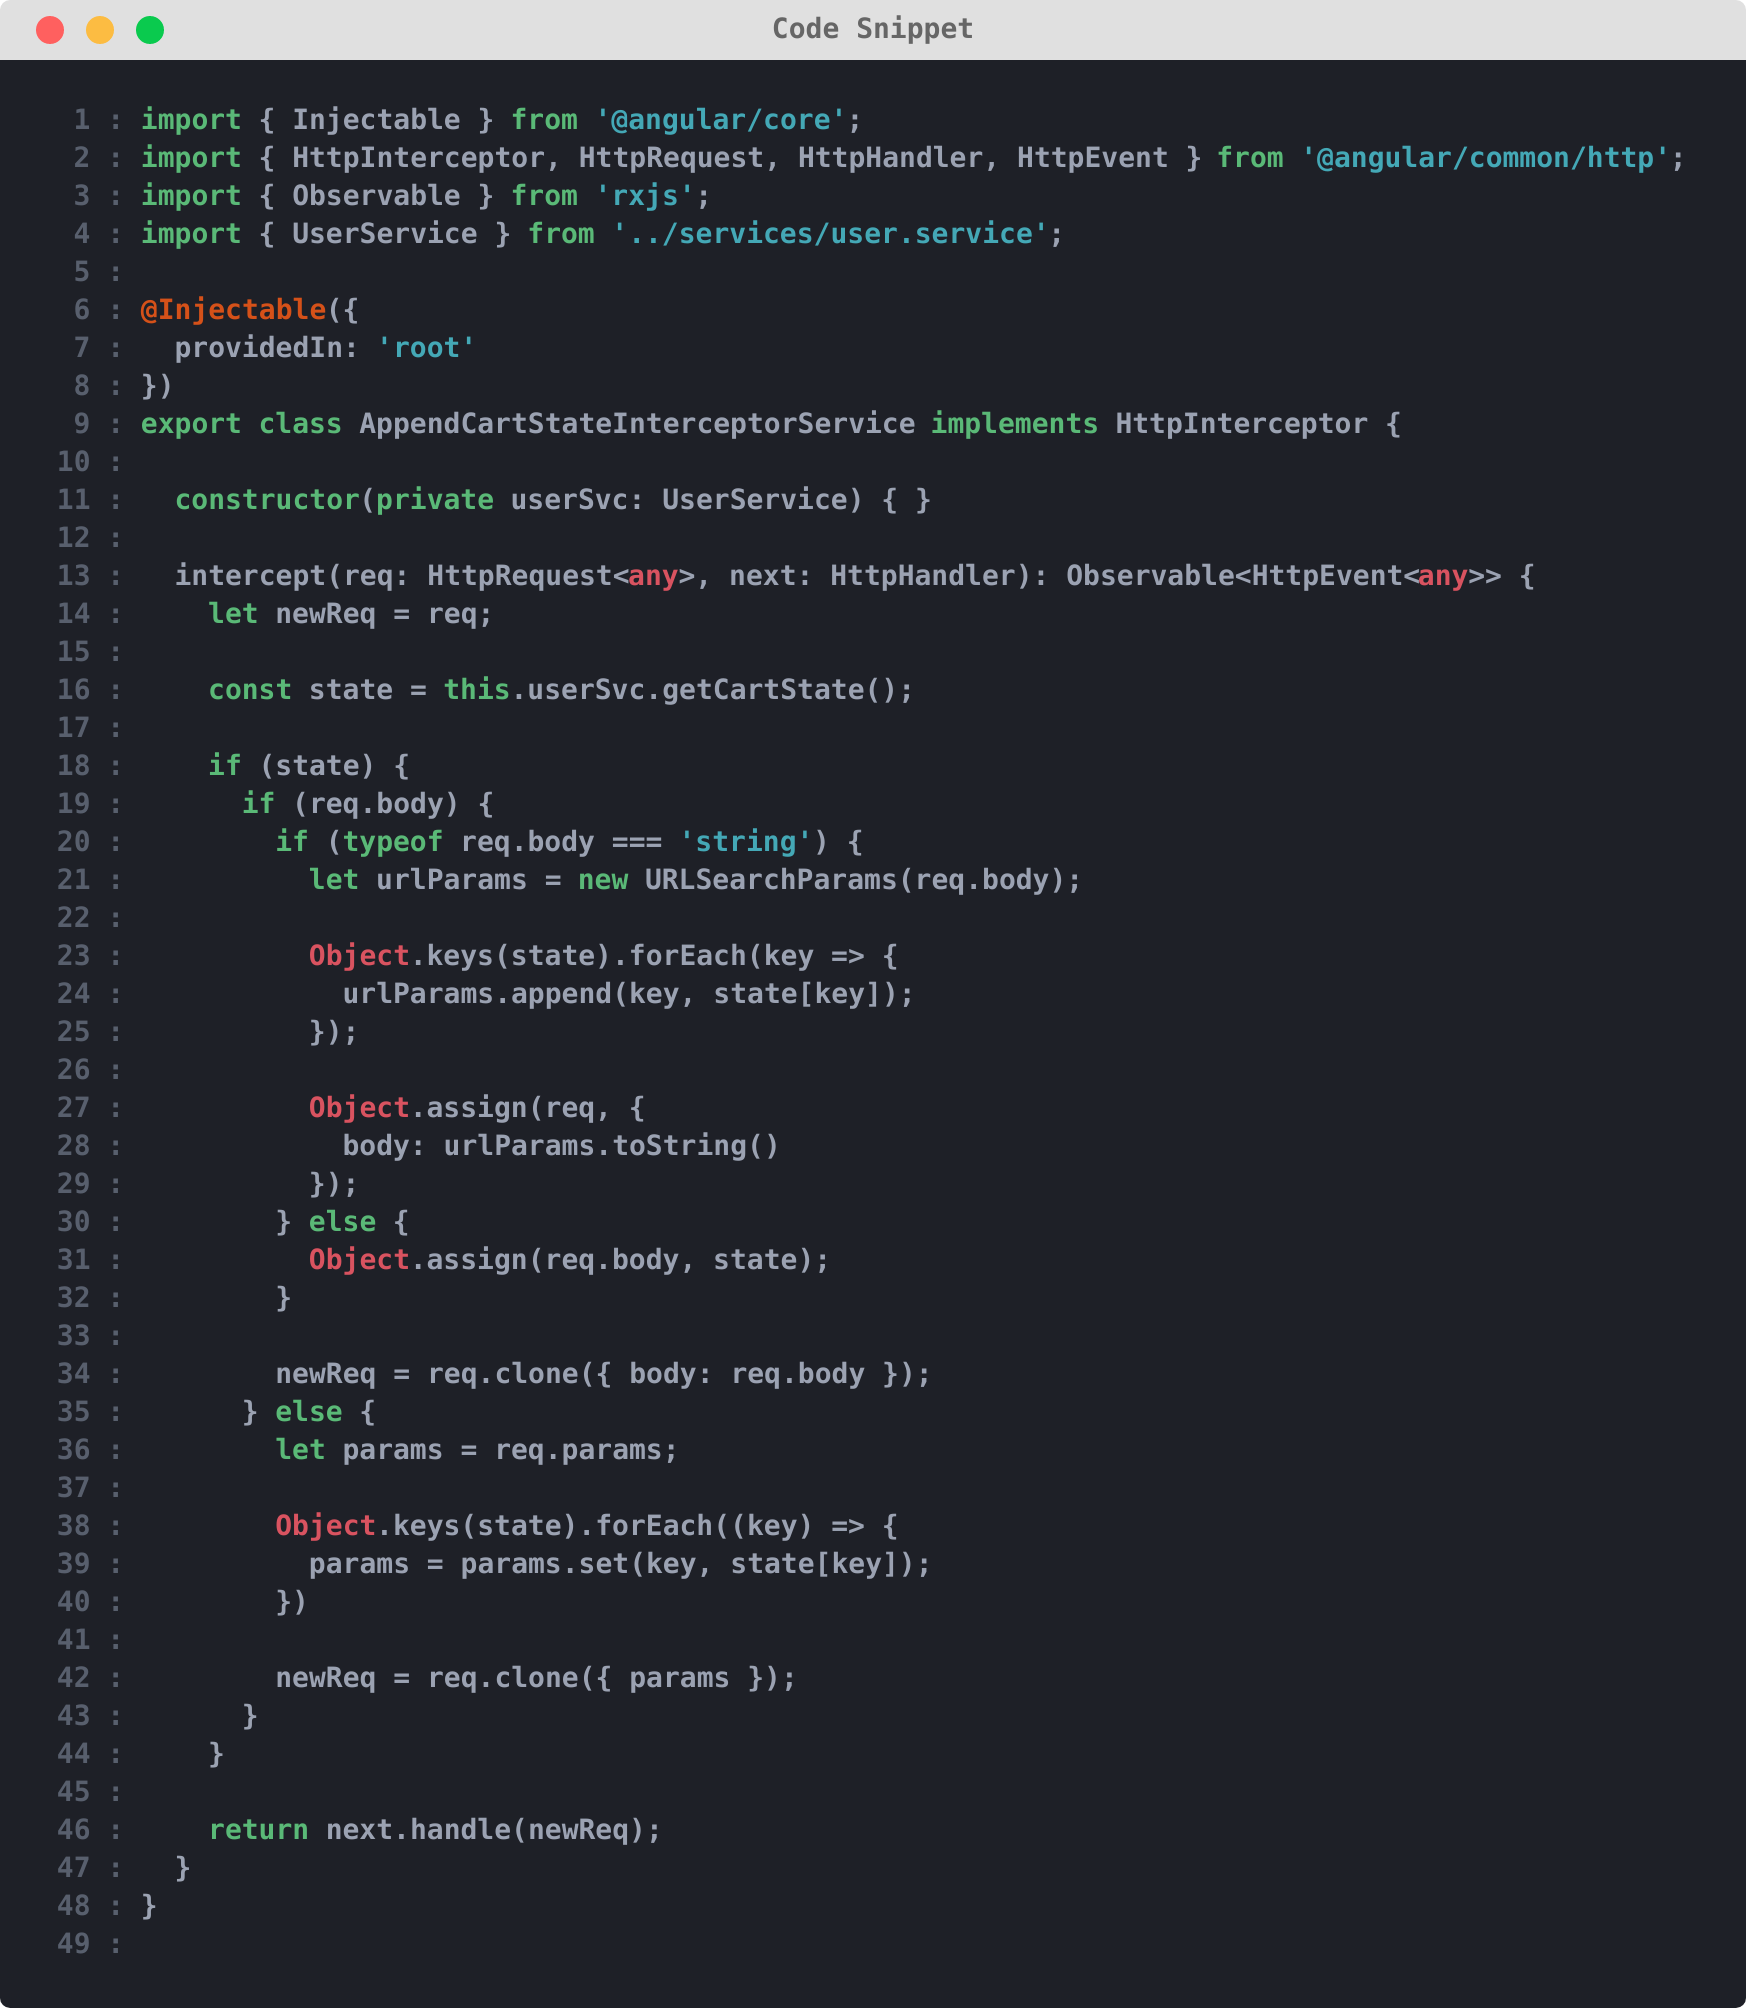 Code Snippet
1 : import { Injectable } from '@angular/core';
2 : import { HttpInterceptor, HttpRequest, HttpHandler, HttpEvent } from '@angular/common/http';
3 : import { Observable } from 'rxjs';
4 : import { UserService } from '../services/user.service';
5 :
6 : @Injectable({
7 :   providedIn: 'root'
8 : })
9 : export class AppendCartStateInterceptorService implements HttpInterceptor {
10 :
11 :   constructor(private userSvc: UserService) { }
12 :
13 :   intercept(req: HttpRequest<any>, next: HttpHandler): Observable<HttpEvent<any>> {
14 :     let newReq = req;
15 :
16 :     const state = this.userSvc.getCartState();
17 :
18 :     if (state) {
19 :       if (req.body) {
20 :         if (typeof req.body === 'string') {
21 :           let urlParams = new URLSearchParams(req.body);
22 :
23 :           Object.keys(state).forEach(key => {
24 :             urlParams.append(key, state[key]);
25 :           });
26 :
27 :           Object.assign(req, {
28 :             body: urlParams.toString()
29 :           });
30 :         } else {
31 :           Object.assign(req.body, state);
32 :         }
33 :
34 :         newReq = req.clone({ body: req.body });
35 :       } else {
36 :         let params = req.params;
37 :
38 :         Object.keys(state).forEach((key) => {
39 :           params = params.set(key, state[key]);
40 :         })
41 :
42 :         newReq = req.clone({ params });
43 :       }
44 :     }
45 :
46 :     return next.handle(newReq);
47 :   }
48 : }
49 :